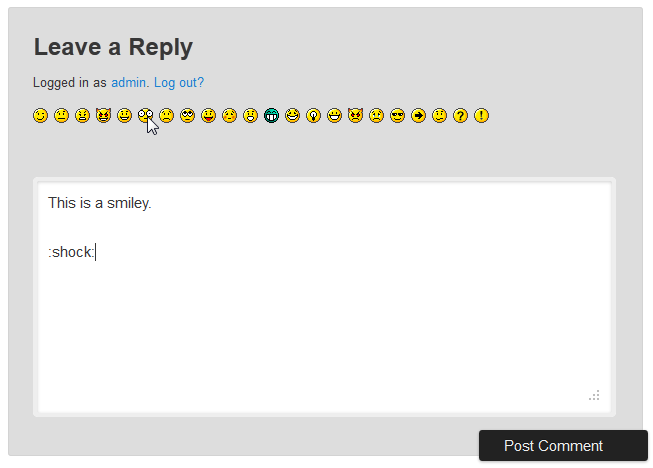 Leave a Reply
Logged in as admin. Log out?
This is a smiley.
:shock:
Post Comment